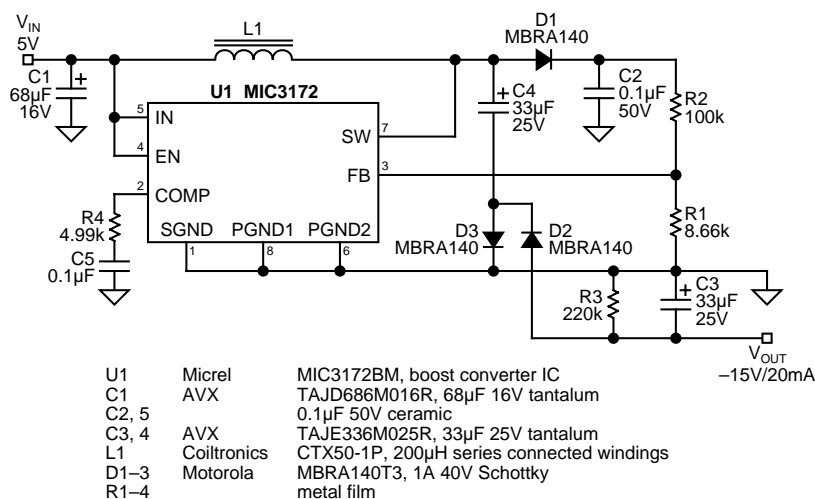 V_IN
5V
L1
D1
MBRA140
C1
68µF
16V
+
U1 MIC3172
C4
33µF
25V
+
C2
0.1µF
50V
R2
100k
5
IN
4
EN
2
COMP
SW
7
FB
3
SGND
PGND1
PGND2
1
8
6
R4
4.99k
C5
0.1µF
D3
MBRA140
D2
MBRA140
R1
8.66k
R3
220k
C3
33µF
25V
+
V_OUT
–15V/20mA
U1 Micrel MIC3172BM, boost converter IC
C1 AVX TAJD686M016R, 68µF 16V tantalum
C2, 5 0.1µF 50V ceramic
C3, 4 AVX TAJE336M025R, 33µF 25V tantalum
L1 Coiltronics CTX50-1P, 200µH series connected windings
D1–3 Motorola MBRA140T3, 1A 40V Schottky
R1–4 metal film